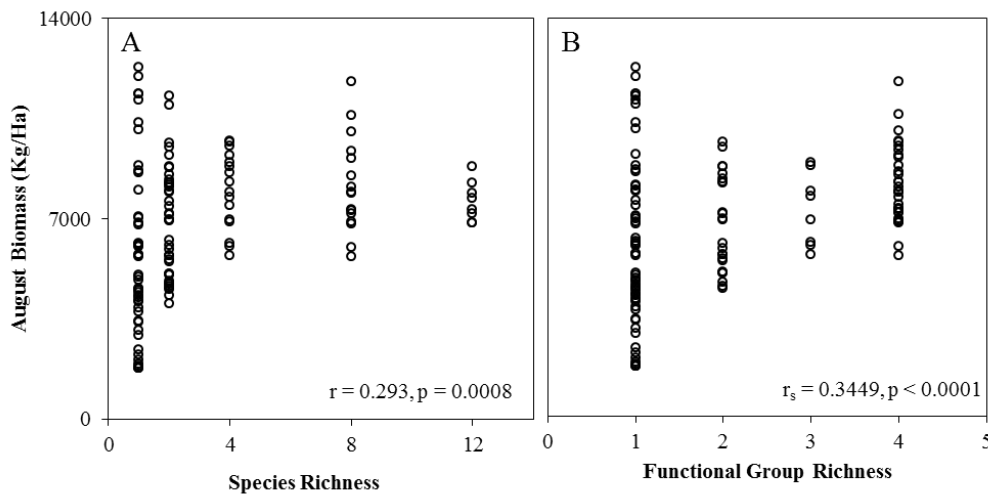 14000
A
B
August Biomass (Kg/Ha)
7000
r = 0.293, p = 0.0008
rs = 0.3449, p < 0.0001
0
0 4 8 12
0 1 2 3 4 5
Species Richness
Functional Group Richness